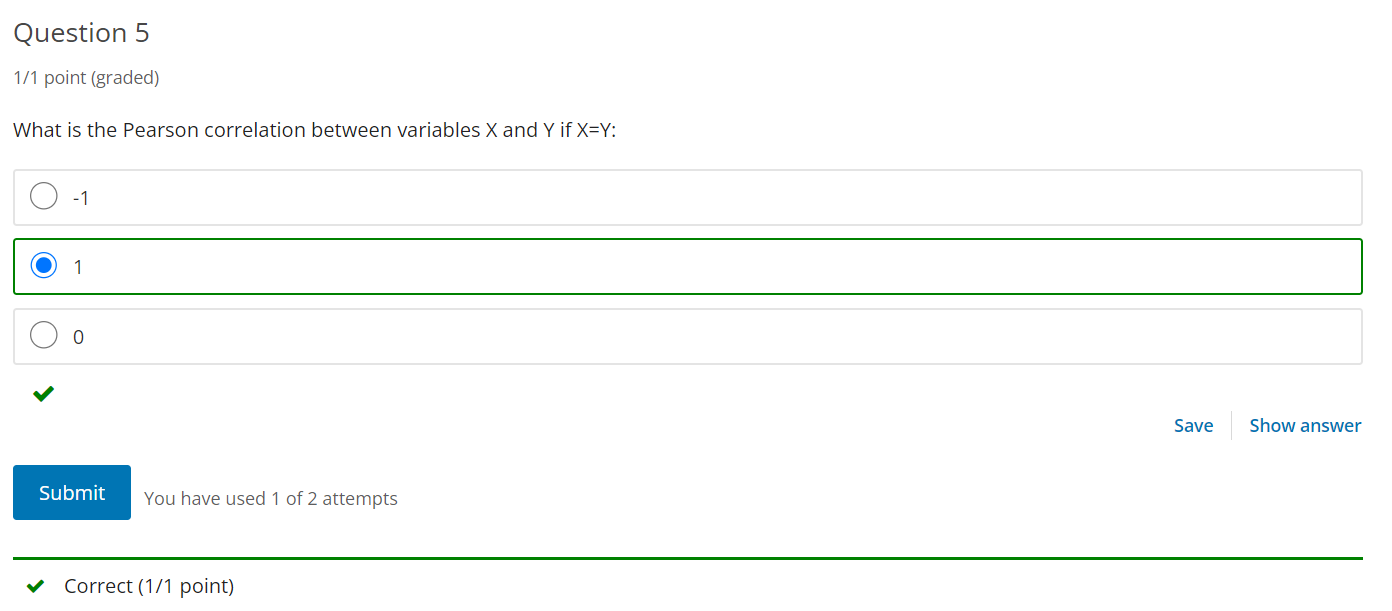 Question 5
1/1 point (graded)
What is the Pearson correlation between variables X and Y if X=Y:
-1
1
0
Save
Show answer
Submit
You have used 1 of 2 attempts
Correct (1/1 point)